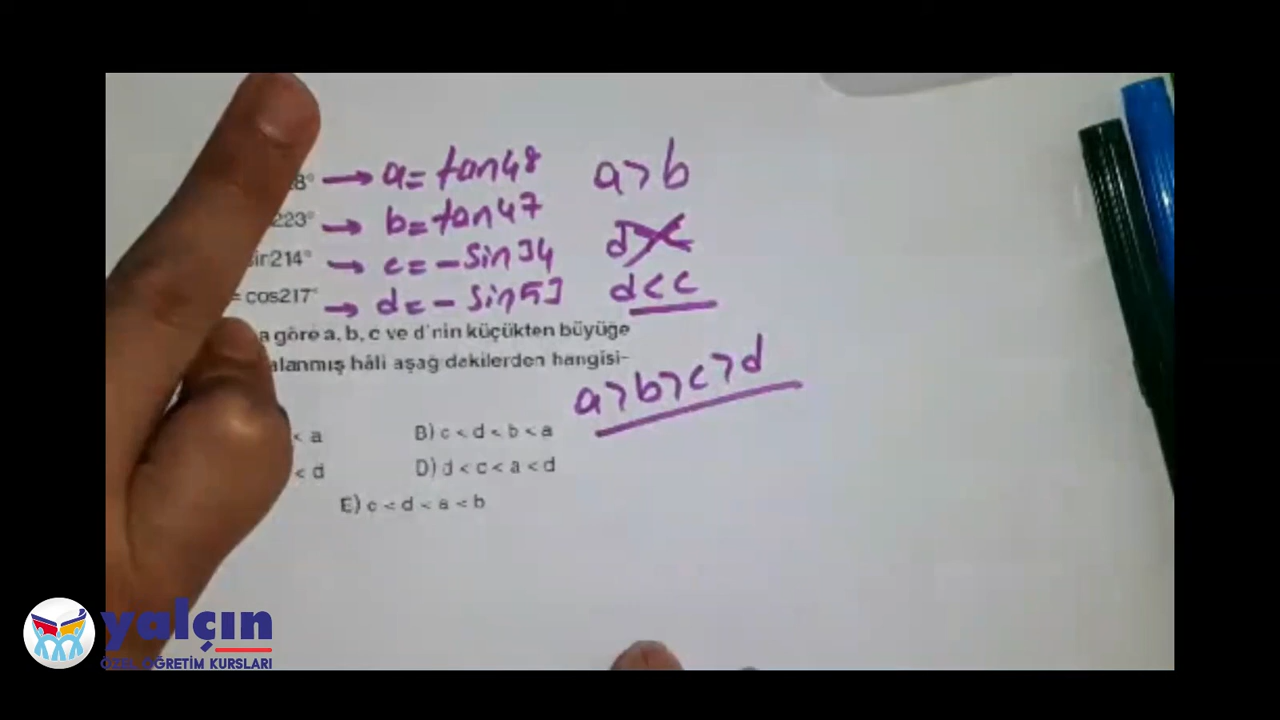 8° → a = tan48 a > b
223° → b = tan47
sin214° → c = -sin34 d > c
= cos217° → d = -sin53 d < c
a göre a, b, c ve d'nin küçükten büyüğe
alanmış hâli aşağıdakilerden hangisi-
a > b > c > d
< a B) c < d < b < a
< d D) d < c < a < d
E) c < d < a < b
yalçın
ÖZEL ÖĞRETİM KURSLARI